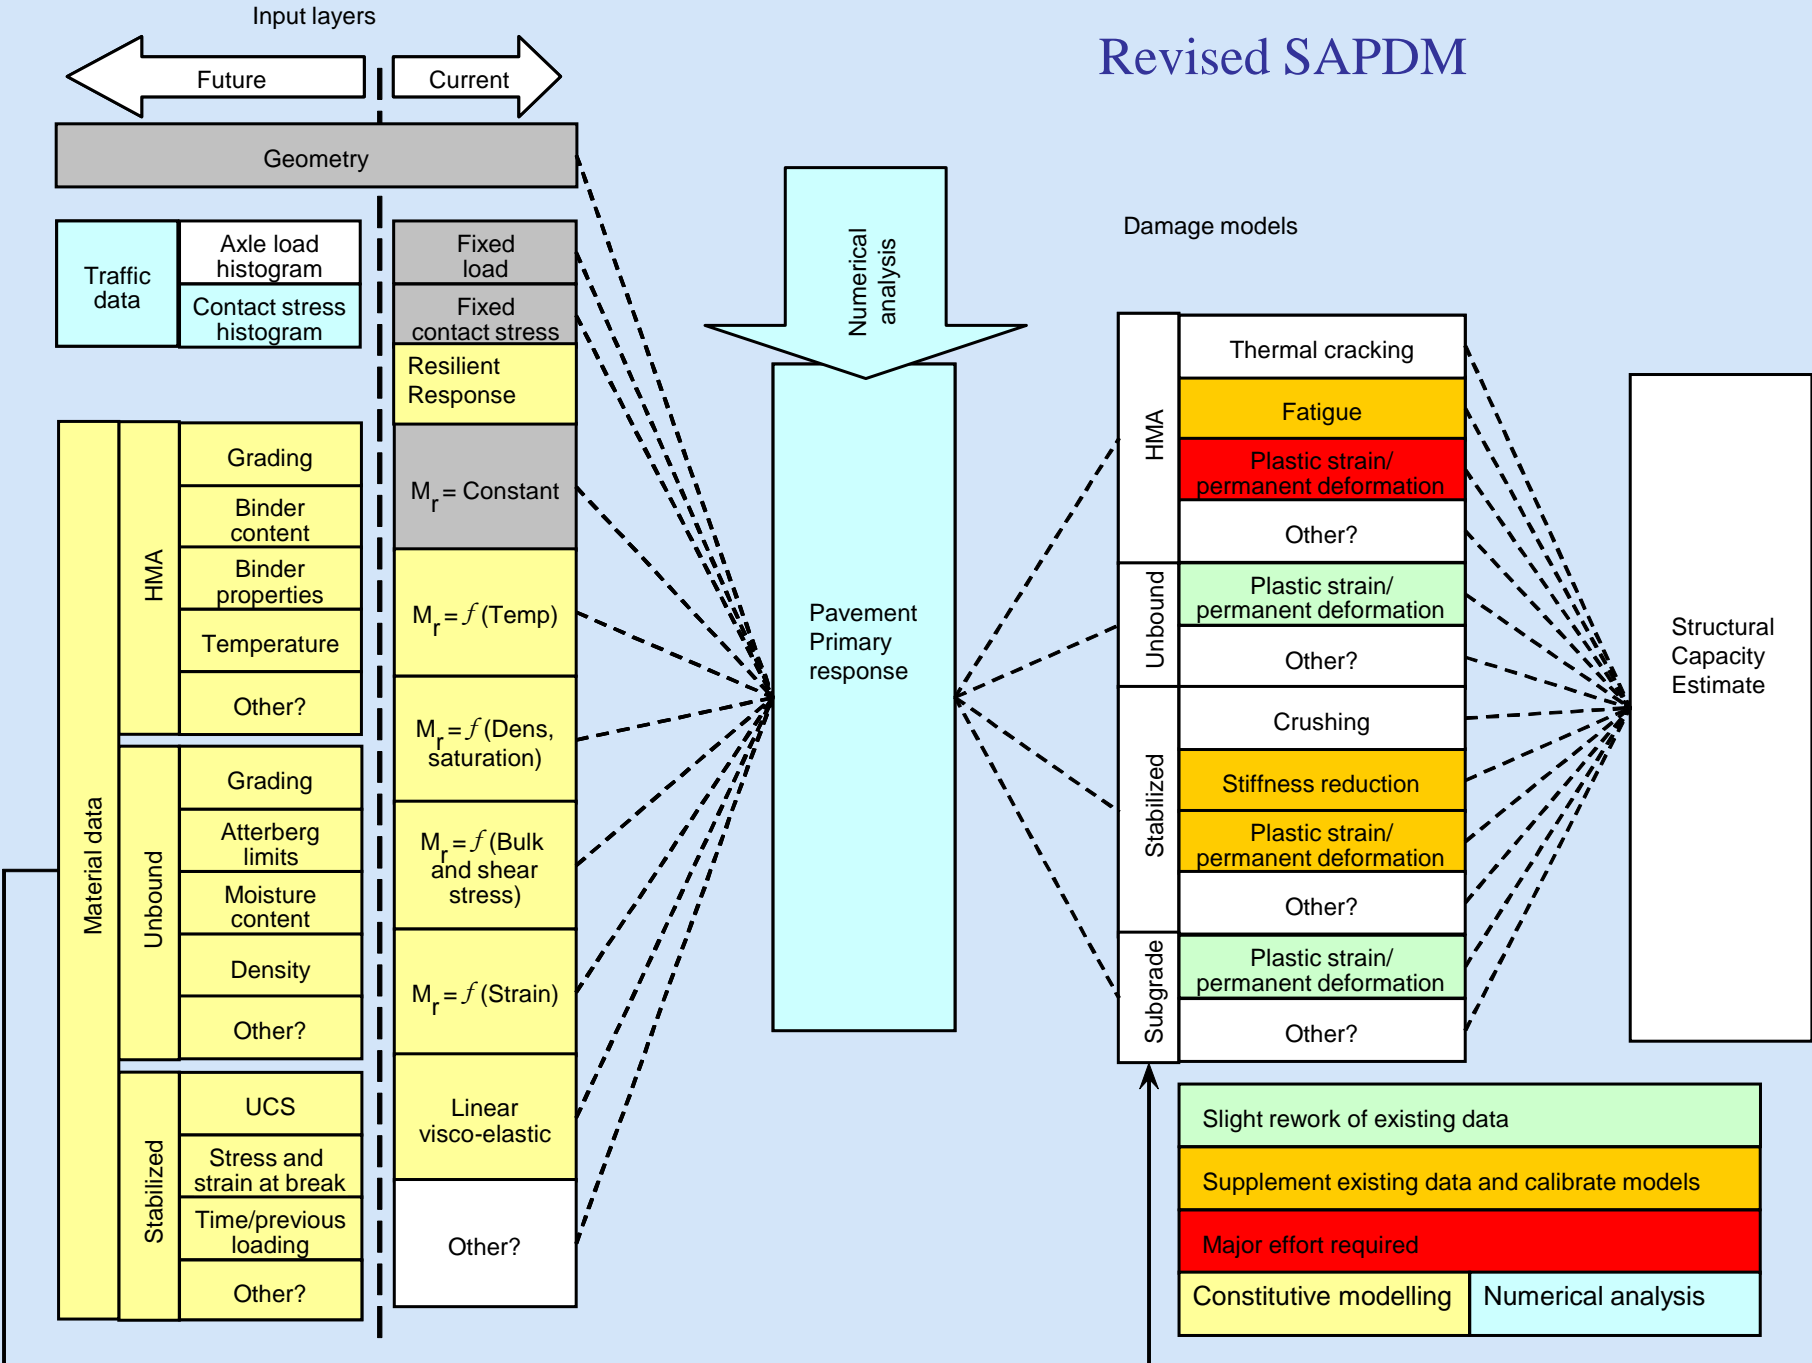 Input layers
Revised SAPDM
Future
Current
Geometry
Traffic
data
Axle load
histogram
Contact stress
histogram
Fixed
load
Fixed
contact stress
Resilient
Response
Material data
HMA
Grading
Binder
content
Binder
properties
Temperature
Other?
Unbound
Grading
Atterberg
limits
Moisture
content
Density
Other?
Stabilized
UCS
Stress and
strain at break
Time/previous
loading
Other?
Mr = Constant
Mr = f (Temp)
Mr = f (Dens,
saturation)
Mr = f (Bulk
and shear
stress)
Mr = f (Strain)
Linear
visco-elastic
Other?
Numerical
analysis
Pavement
Primary
response
Damage models
HMA
Thermal cracking
Fatigue
Plastic strain/
permanent deformation
Other?
Unbound
Plastic strain/
permanent deformation
Other?
Stabilized
Crushing
Stiffness reduction
Plastic strain/
permanent deformation
Other?
Subgrade
Plastic strain/
permanent deformation
Other?
Structural
Capacity
Estimate
Slight rework of existing data
Supplement existing data and calibrate models
Major effort required
Constitutive modelling
Numerical analysis